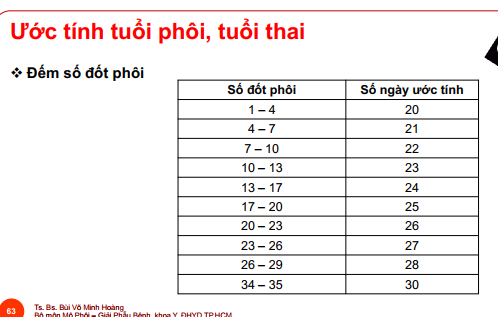 Ước tính tuổi phôi, tuổi thai
❖ Đếm số đốt phôi
Số đốt phôi Số ngày ước tính
1 – 4 20
4 – 7 21
7 – 10 22
10 – 13 23
13 – 17 24
17 – 20 25
20 – 23 26
23 – 26 27
26 – 29 28
34 – 35 30
63
Ts. Bs. Bùi Võ Minh Hoàng
Bộ môn Mô Phôi – Giải Phẫu Bệnh, khoa Y, ĐHYD TP.HCM